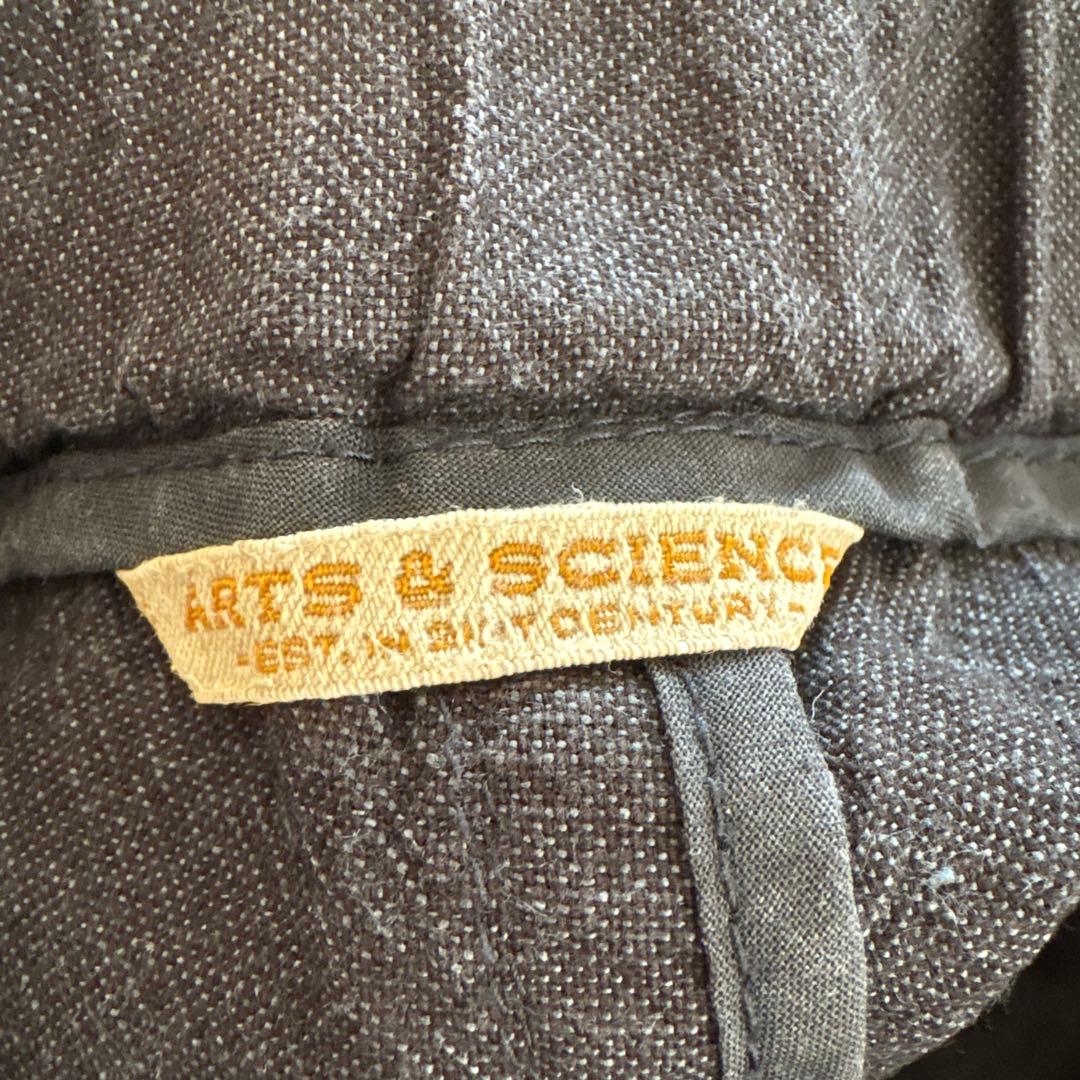 ARTS & SCIENCE
-EST. IN 21ST CENTURY-